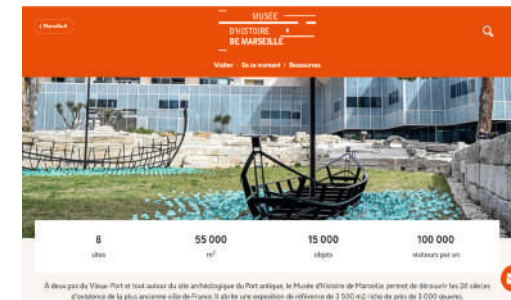 < Marseille.fr
MUSÉE
D'HISTOIRE
DE MARSEILLE
Visiter | En ce moment | Ressources
6
sites
55 000
m²
15 000
objets
100 000
visiteurs par an
À deux pas du Vieux-Port et tout autour du site archéologique du Port antique, le Musée d'Histoire de Marseille permet de découvrir les 26 siècles
d'existence de la plus ancienne ville de France. Il abrite une exposition de référence de 3 500 m2 riche de près de 3 000 œuvres.